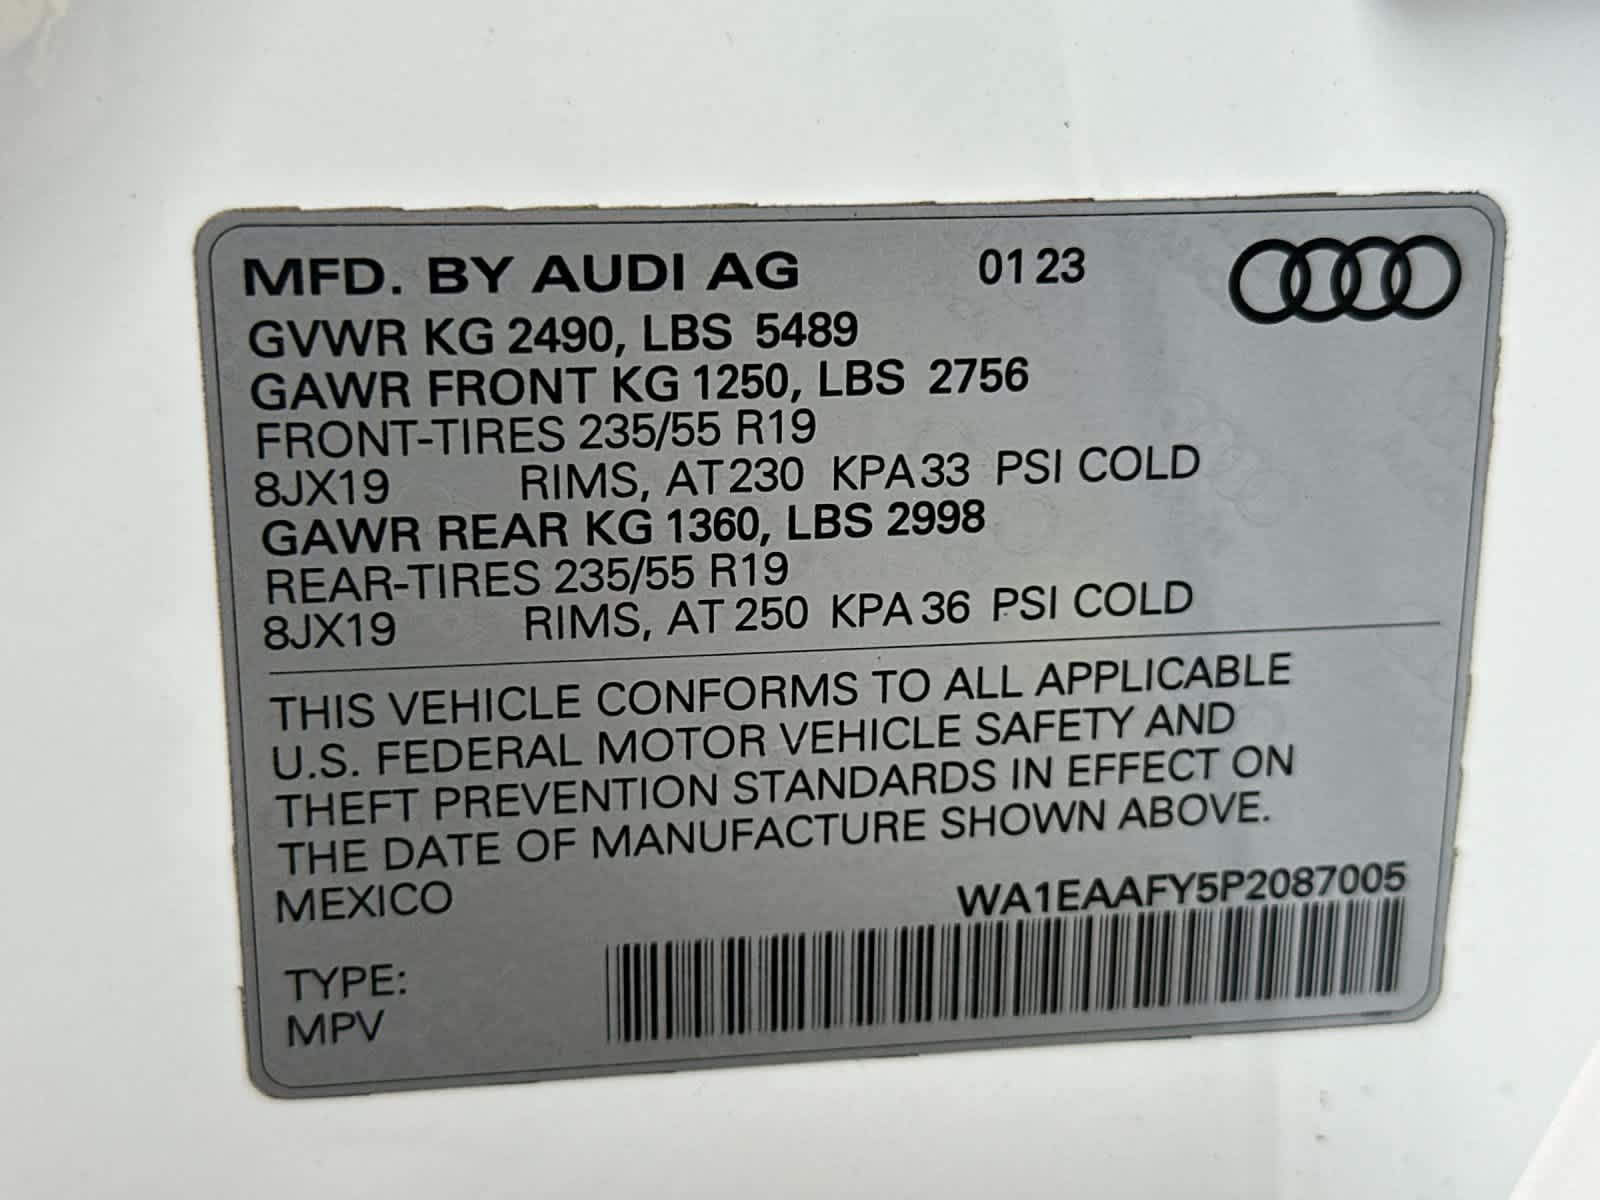 MFD. BY AUDI AG 01 23
GVWR KG 2490, LBS 5489
GAWR FRONT KG 1250, LBS 2756
FRONT-TIRES 235/55 R19
8JX19 RIMS, AT 230 KPA 33 PSI COLD
GAWR REAR KG 1360, LBS 2998
REAR-TIRES 235/55 R19
8JX19 RIMS, AT 250 KPA 36 PSI COLD
THIS VEHICLE CONFORMS TO ALL APPLICABLE
U.S. FEDERAL MOTOR VEHICLE SAFETY AND
THEFT PREVENTION STANDARDS IN EFFECT ON
THE DATE OF MANUFACTURE SHOWN ABOVE.
MEXICO WA1EAAFY5P2087005
TYPE:
MPV